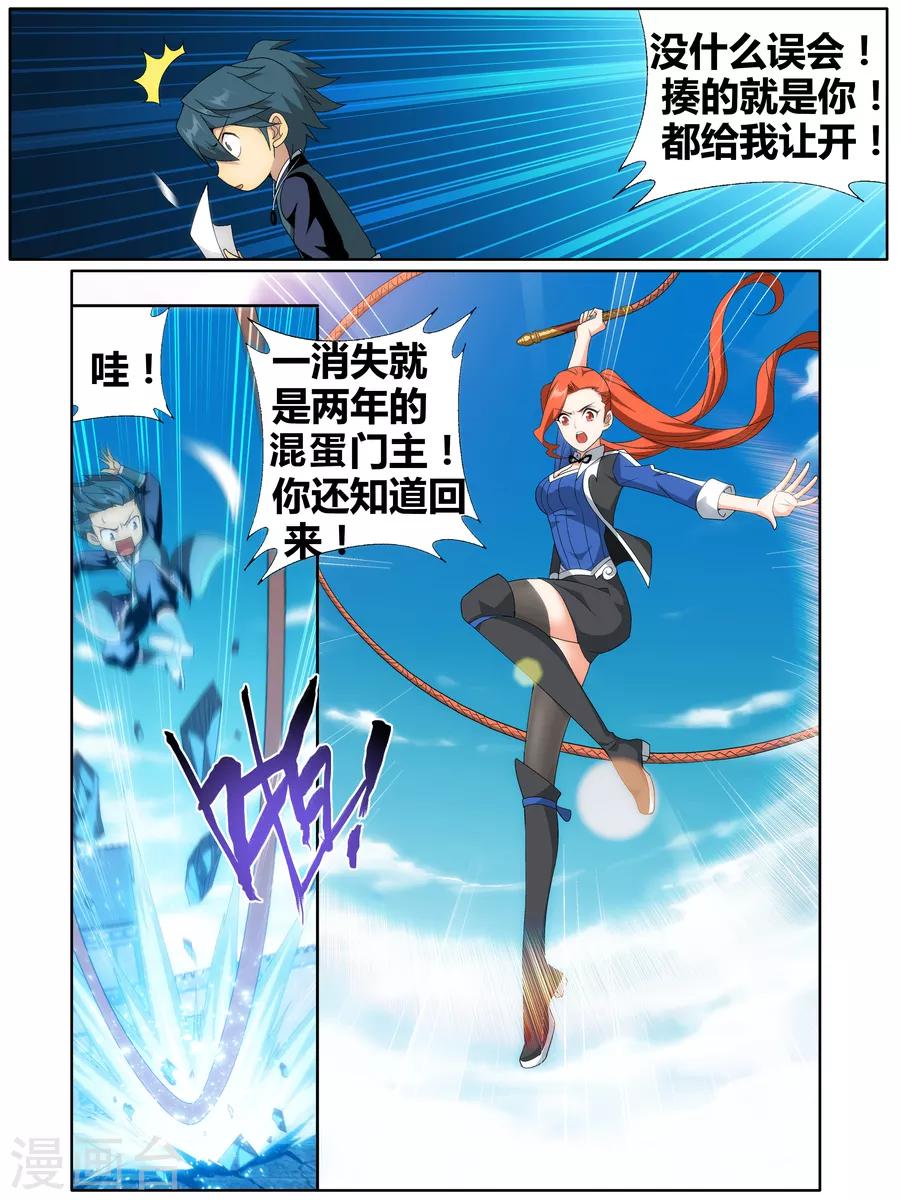 没什么误会！
揍的就是你！
都给我让开！
哇！
一消失就
是两年的
混蛋门主！
你还知道回
来！
漫画台